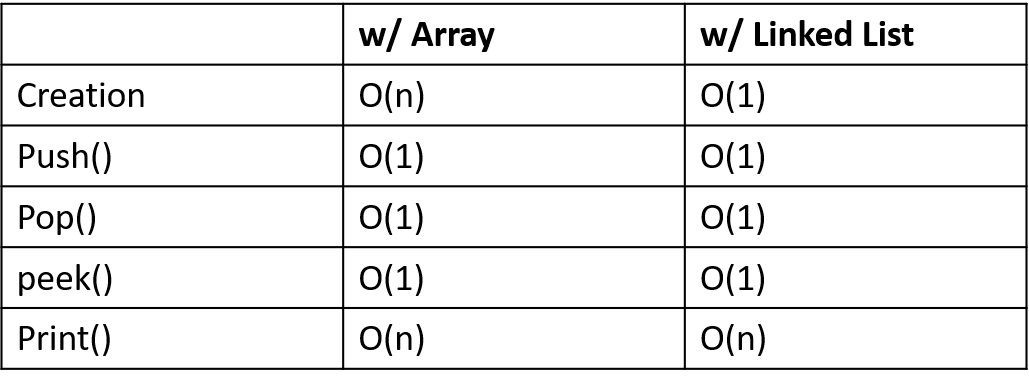 w/ Array w/ Linked List
Creation O(n) O(1)
Push() O(1) O(1)
Pop() O(1) O(1)
peek() O(1) O(1)
Print() O(n) O(n)